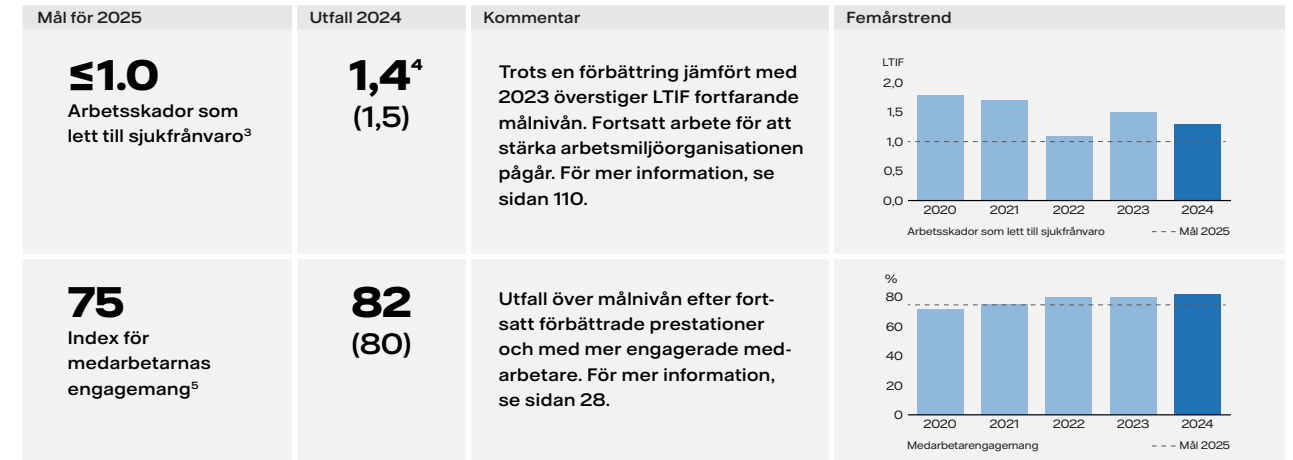 Mål för 2025
Utfall 2024
Kommentar
Femårstrend
≤1.0
Arbetsskador som
lett till sjukfrånvaro³
1,4⁴
(1,5)
Trots en förbättring jämfört med
2023 överstiger LTIF fortfarande
målnivån. Fortsatt arbete för att
stärka arbetsmiljöorganisationen
pågår. För mer information, se
sidan 110.
LTIF
2,0
1,5
1,0
0,5
0,0
2020 2021 2022 2023 2024
Arbetsskador som lett till sjukfrånvaro
Mål 2025
75
Index för
medarbetarnas
engagemang⁵
82
(80)
Utfall över målnivån efter fort-
satt förbättrade prestationer
och med mer engagerade med-
arbetare. För mer information,
se sidan 28.
%
80
60
40
20
0
2020 2021 2022 2023 2024
Medarbetarengagemang
Mål 2025